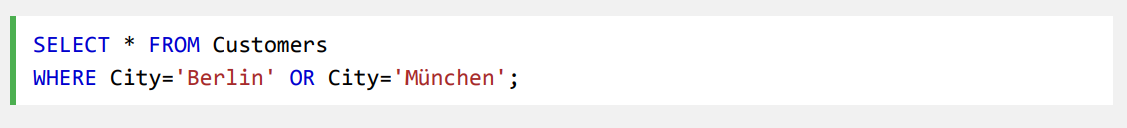 SELECT * FROM Customers
WHERE City='Berlin' OR City='München';